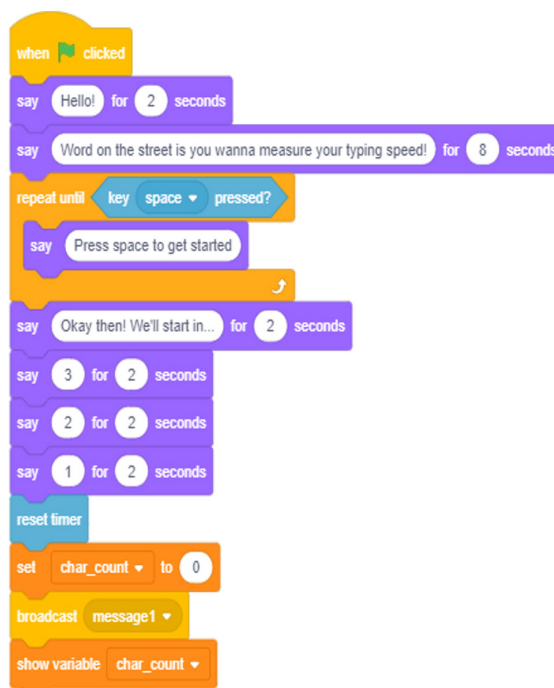 when clicked
say Hello! for 2 seconds
say Word on the street is you wanna measure your typing speed! for 8 seconds
repeat until key space pressed?
say Press space to get started
say Okay then! We'll start in... for 2 seconds
say 3 for 2 seconds
say 2 for 2 seconds
say 1 for 2 seconds
reset timer
set char_count to 0
broadcast message1
show variable char_count